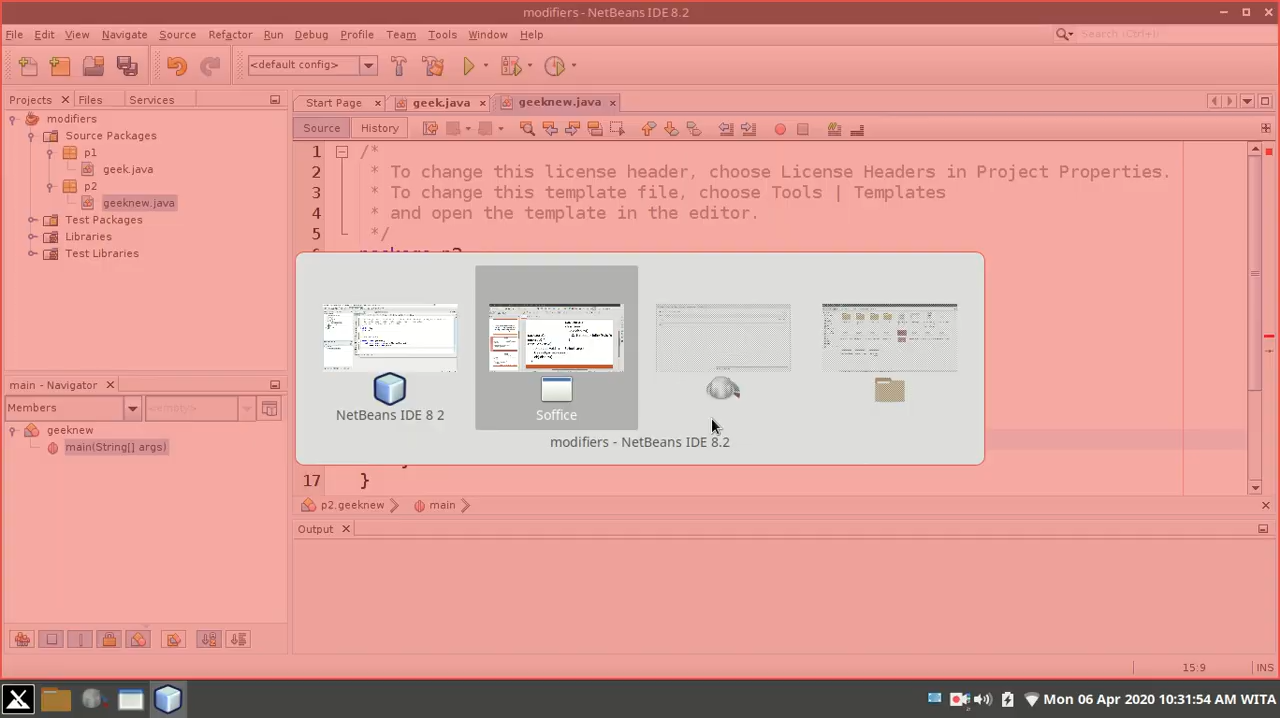 modifiers - NetBeans IDE 8.2
File Edit View Navigate Source Refactor Run Debug Profile Team Tools Window Help
Search (Ctrl+I)
<default config>
Projects Files Services
Start Page geek.java geeknew.java
Source History
modifiers
Source Packages
p1
geek.java
p2
geeknew.java
Test Packages
Libraries
Test Libraries
1 /*
2 * To change this license header, choose License Headers in Project Properties.
3 * To change this template file, choose Tools | Templates
4 * and open the template in the editor.
5 */
NetBeans IDE 8 2
Soffice
modifiers - NetBeans IDE 8.2
17 }
p2.geeknew main
main - Navigator
Members <empty>
geeknew
main(String[] args)
Output
15:9 INS
Mon 06 Apr 2020 10:31:54 AM WITA